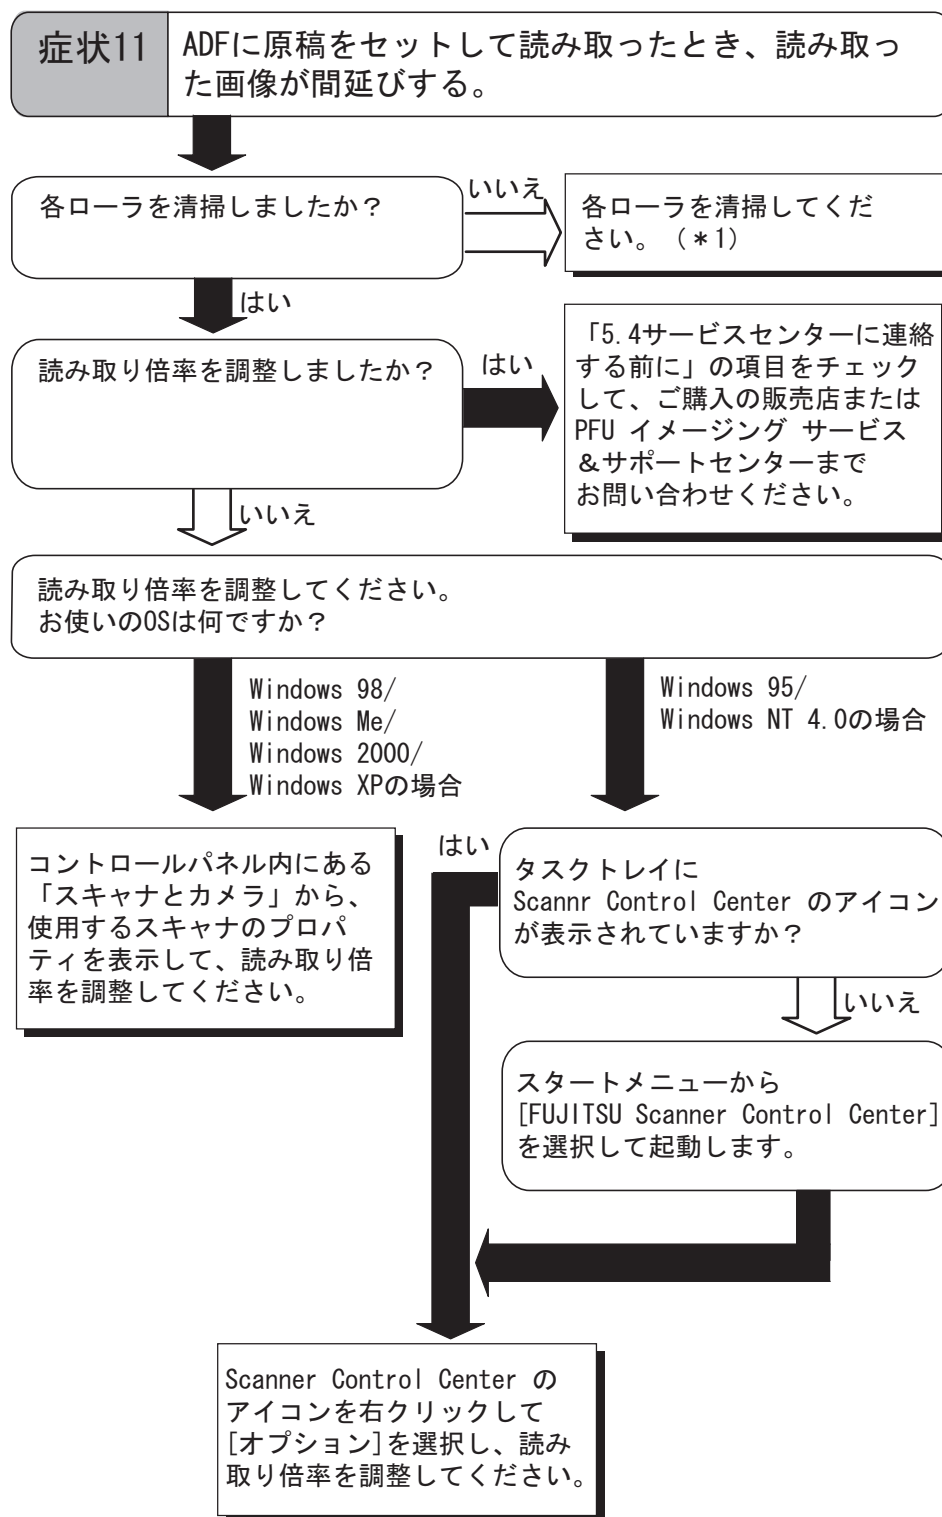 症状11
ADFに原稿をセットして読み取ったとき、読み取っ
た画像が間延びする。
各ローラを清掃しましたか？
いいえ
各ローラを清掃してくだ
さい。（＊1）
はい
読み取り倍率を調整しましたか？
はい
「5.4サービスセンターに連絡
する前に」の項目をチェック
して、ご購入の販売店または
PFU イメージング サービス
＆サポートセンターまで
お問い合わせください。
いいえ
読み取り倍率を調整してください。
お使いのOSは何ですか？
Windows 98/
Windows Me/
Windows 2000/
Windows XPの場合
Windows 95/
Windows NT 4.0の場合
コントロールパネル内にある
「スキャナとカメラ」から、
使用するスキャナのプロパ
ティを表示して、読み取り倍
率を調整してください。
はい
タスクトレイに
Scannr Control Center のアイコン
が表示されていますか？
いいえ
スタートメニューから
[FUJITSU Scanner Control Center]
を選択して起動します。
Scanner Control Center の
アイコンを右クリックして
[オプション]を選択し、読み
取り倍率を調整してください。